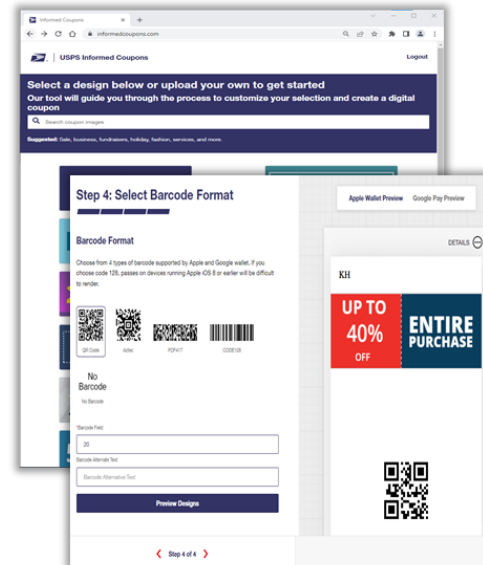 Informed Coupons
informedcoupons.com
USPS Informed Coupons
Logout
Select a design below or upload your own to get started
Our tool will guide you through the process to customize your selection and create a digital
coupon
Search coupon images
Suggested: Sale, business, fundraisers, holiday, fashion, services, and more.
Step 4: Select Barcode Format
Barcode Format
Choose from 4 types of barcode supported by Apple and Google wallet. If you
choose code 128, passes on devices running Apple iOS 8 or earlier will be difficult
to render.
QR Code
Aztec
PDF417
CODE128
No
Barcode
No Barcode
*Barcode Field
20
Barcode Alternate Text
Barcode Alternative Text
Preview Designs
Step 4 of 4
Apple Wallet Preview
Google Pay Preview
DETAILS
KH
UP TO
40%
OFF
ENTIRE
PURCHASE